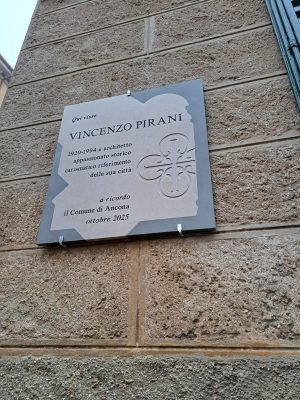 Qui visse
VINCENZO PIRANI
1920-1994 • architetto
appassionato storico
carismatico riferimento
della sua città
a ricordo
il Comune di Ancona
ottobre 2025